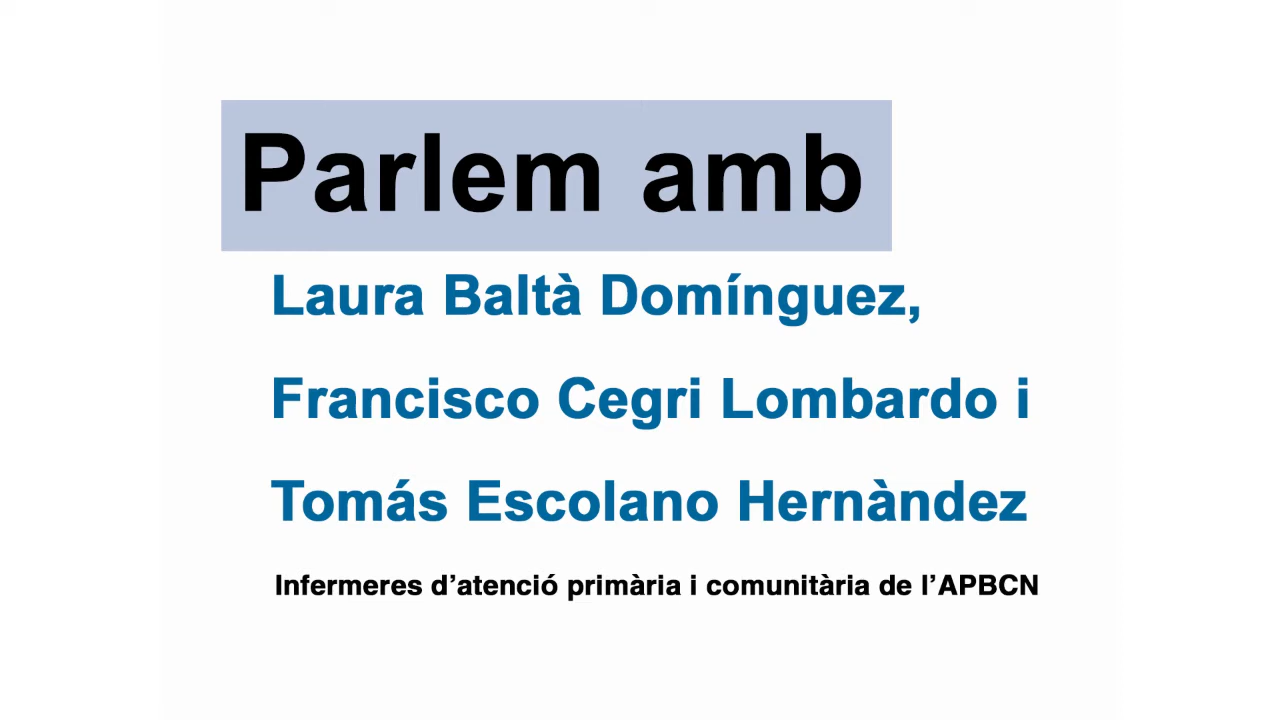 Parlem amb
Laura Baltà Domínguez,
Francisco Cegri Lombardo i
Tomás Escolano Hernàndez
Infermeres d’atenció primària i comunitària de l’APBCN